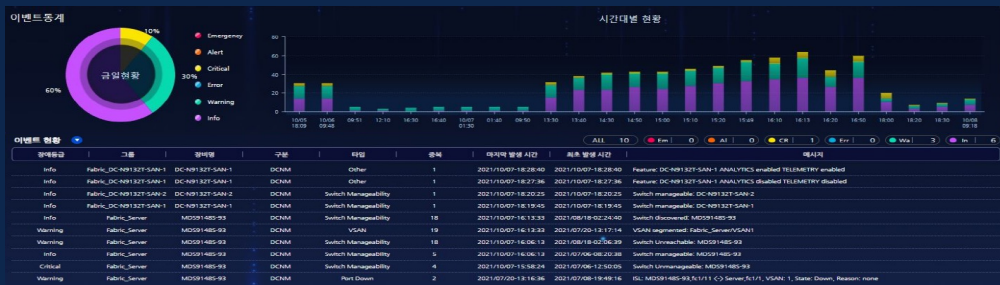 이벤트통계
시간대별 현황
10%
30%
60%
금일현황
Emergency
Alert
Critical
Error
Warning
Info
80
60
40
20
0
10/05 18:09
10/06 09:48
09:51
12:10
16:30
16:40
10/07 01:30
01:40
09:50
13:30
13:40
14:30
14:50
15:00
15:10
15:20
15:49
16:00
16:10
16:13
16:40
16:50
18:00
18:20
18:30
10/08 09:18
이벤트 현황
ALL 10 Em 0 Al 0 CR 1 Err 0 Wa 3 In 6
장애등급 그룹 장비명 구분 타입 중복 마지막 발생 시간 최초 발생 시간 메시지
Info Fabric_DC-N9132T-SAN-1 DC-N9132T-SAN-1 DCNM Other 1 2021/10/07-18:28:40 2021/10/07-18:28:40 Feature: DC-N9132T-SAN-1 ANALYTICS enabled TELEMETRY enabled
Info Fabric_DC-N9132T-SAN-1 DC-N9132T-SAN-1 DCNM Other 1 2021/10/07-18:27:36 2021/10/07-18:27:36 Feature: DC-N9132T-SAN-1 ANALYTICS disabled TELEMETRY disabled
Info Fabric_DC-N9132T-SAN-1 DC-N9132T-SAN-2 DCNM Switch Manageability 1 2021/10/07-18:20:25 2021/10/07-18:20:25 Switch manageable: DC-N9132T-SAN-2
Info Fabric_DC-N9132T-SAN-1 DC-N9132T-SAN-1 DCNM Switch Manageability 1 2021/10/07-18:19:45 2021/10/07-18:19:45 Switch manageable: DC-N9132T-SAN-1
Info Fabric_Server MDS9148S-93 DCNM Switch Manageability 18 2021/10/07-16:13:33 2021/08/18-02:24:40 Switch discovered: MDS9148S-93
Warning Fabric_Server MDS9148S-93 DCNM VSAN 19 2021/10/07-16:13:33 2021/07/20-13:17:14 VSAN segmented: Fabric_Server/VSAN1
Warning Fabric_Server MDS9148S-93 DCNM Switch Manageability 18 2021/10/07-16:06:13 2021/08/18-02:06:39 Switch Unreachable: MDS9148S-93
Info Fabric_Server MDS9148S-93 DCNM Switch Manageability 5 2021/10/07-16:06:13 2021/07/06-08:20:38 Switch manageable: MDS9148S-93
Critical Fabric_Server MDS9148S-93 DCNM Switch Manageability 4 2021/10/07-15:58:24 2021/07/06-12:50:05 Switch Unmanageable: MDS9148S-93
Warning Fabric_Server MDS9148S-93 DCNM Port Down 2 2021/07/20-13:16:36 2021/07/08-19:49:16 ISL: MDS9148S-93,fc1/11 <-> Server,fc1/1, VSAN: 1, State: Down, Reason: none